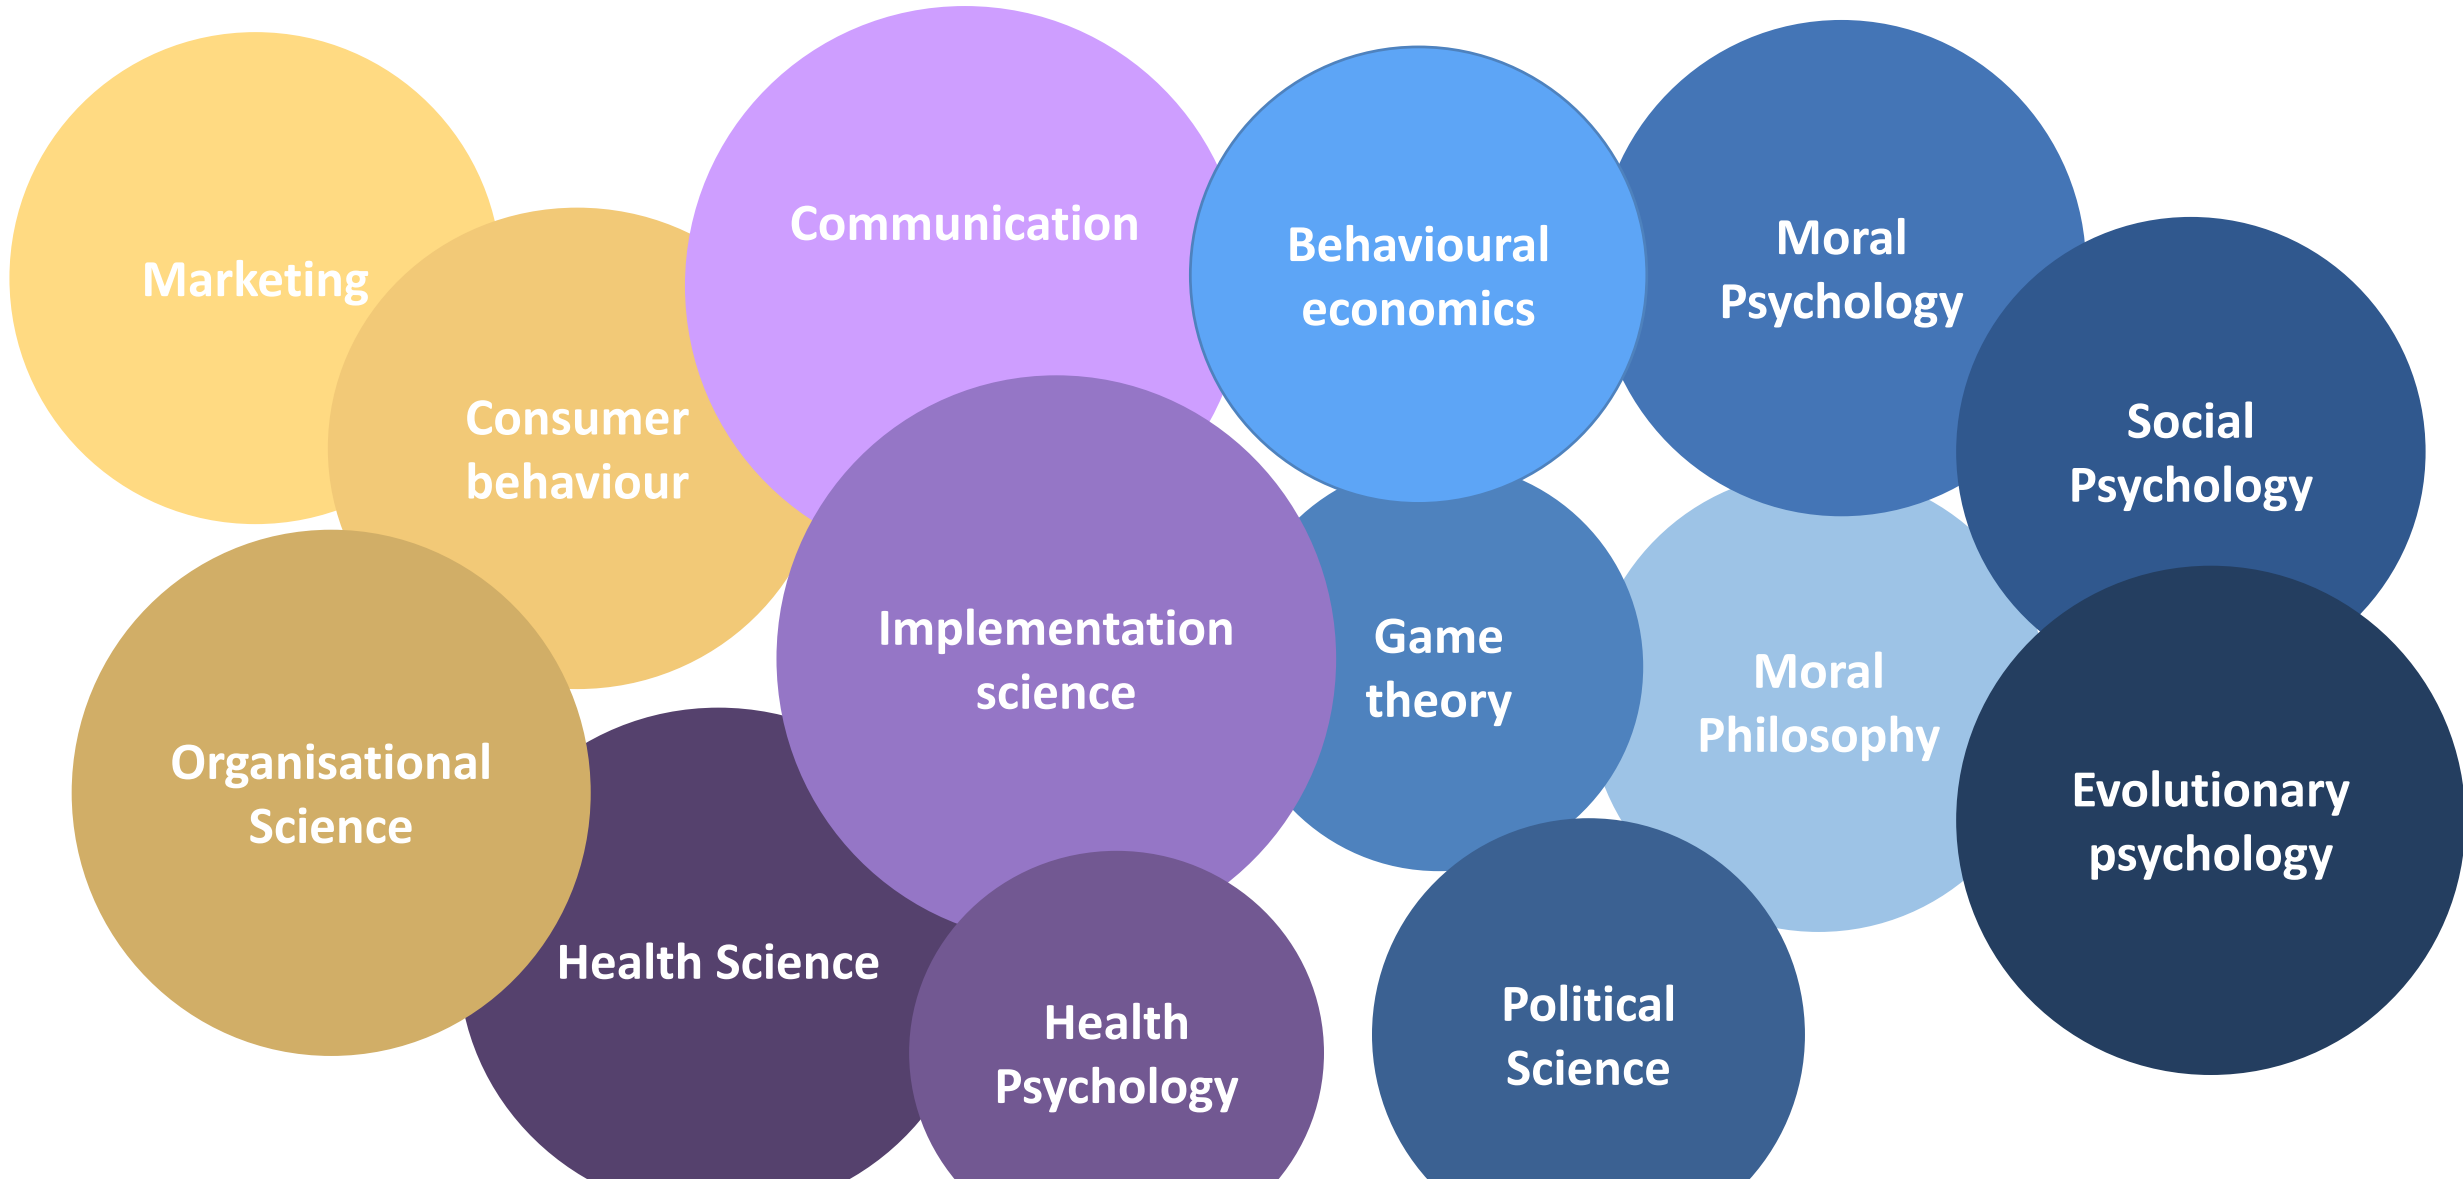 Marketing
Consumer
behaviour
Communication
Behavioural
economics
Moral
Psychology
Social
Psychology
Organisational
Science
Implementation
science
Game
theory
Moral
Philosophy
Evolutionary
psychology
Health Science
Health
Psychology
Political
Science